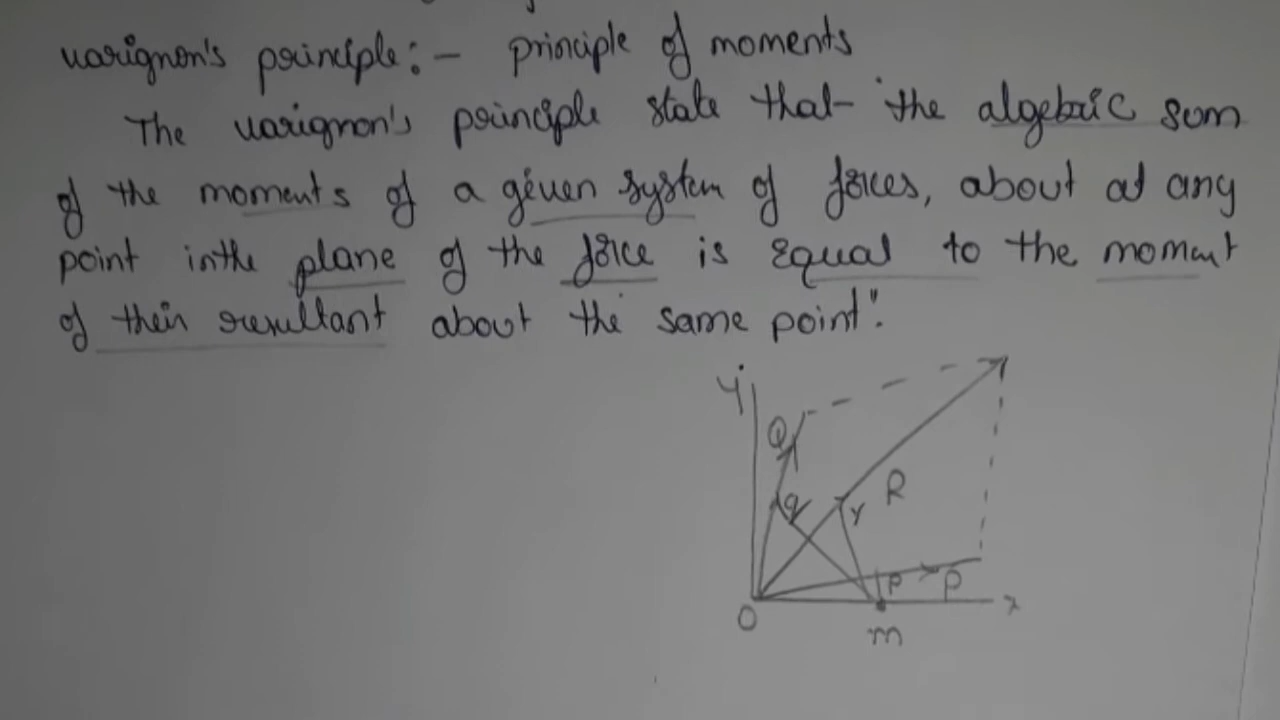 varignon's principle:- principle of moments
The varignon's principle state that "the algebric sum
of the moments of a given system of forces, about at any
point in the plane of the force is equal to the moment
of their resultant about the same point".
Y
Q
R
q
r
P
P
O
x
m